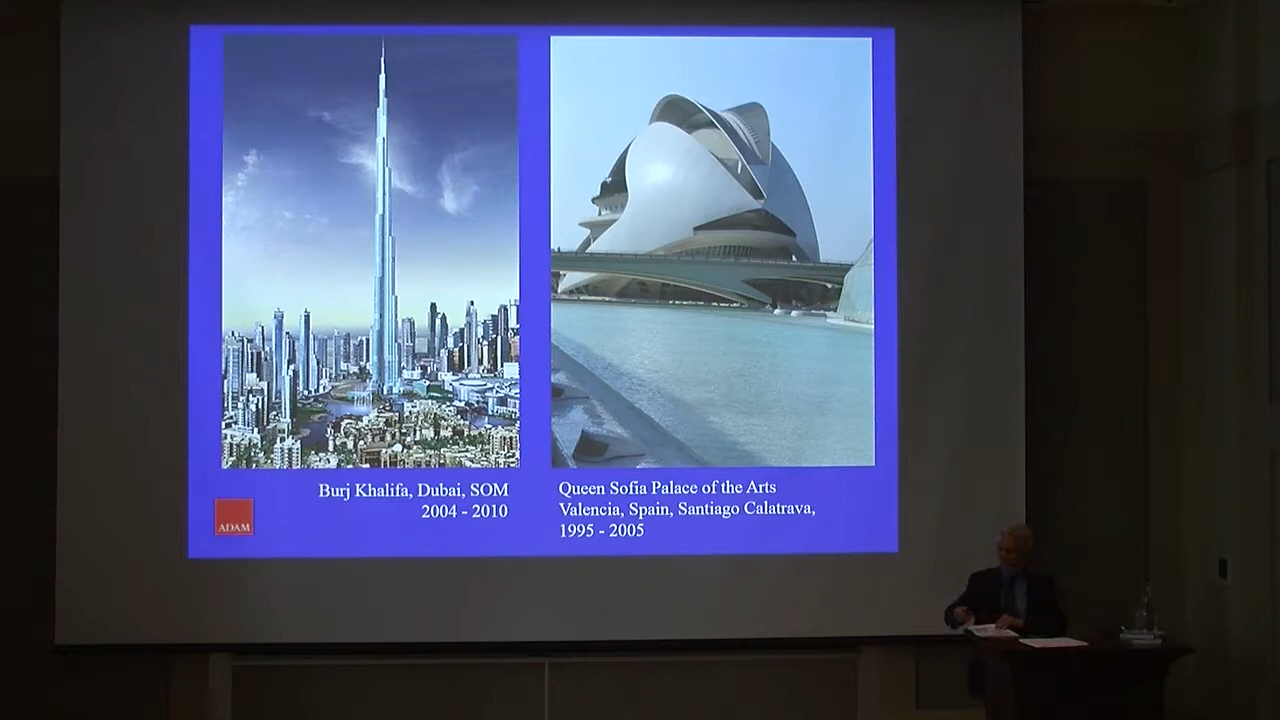 Burj Khalifa, Dubai, SOM
2004 - 2010
Queen Sofia Palace of the Arts
Valencia, Spain, Santiago Calatrava,
1995 - 2005
ADAM